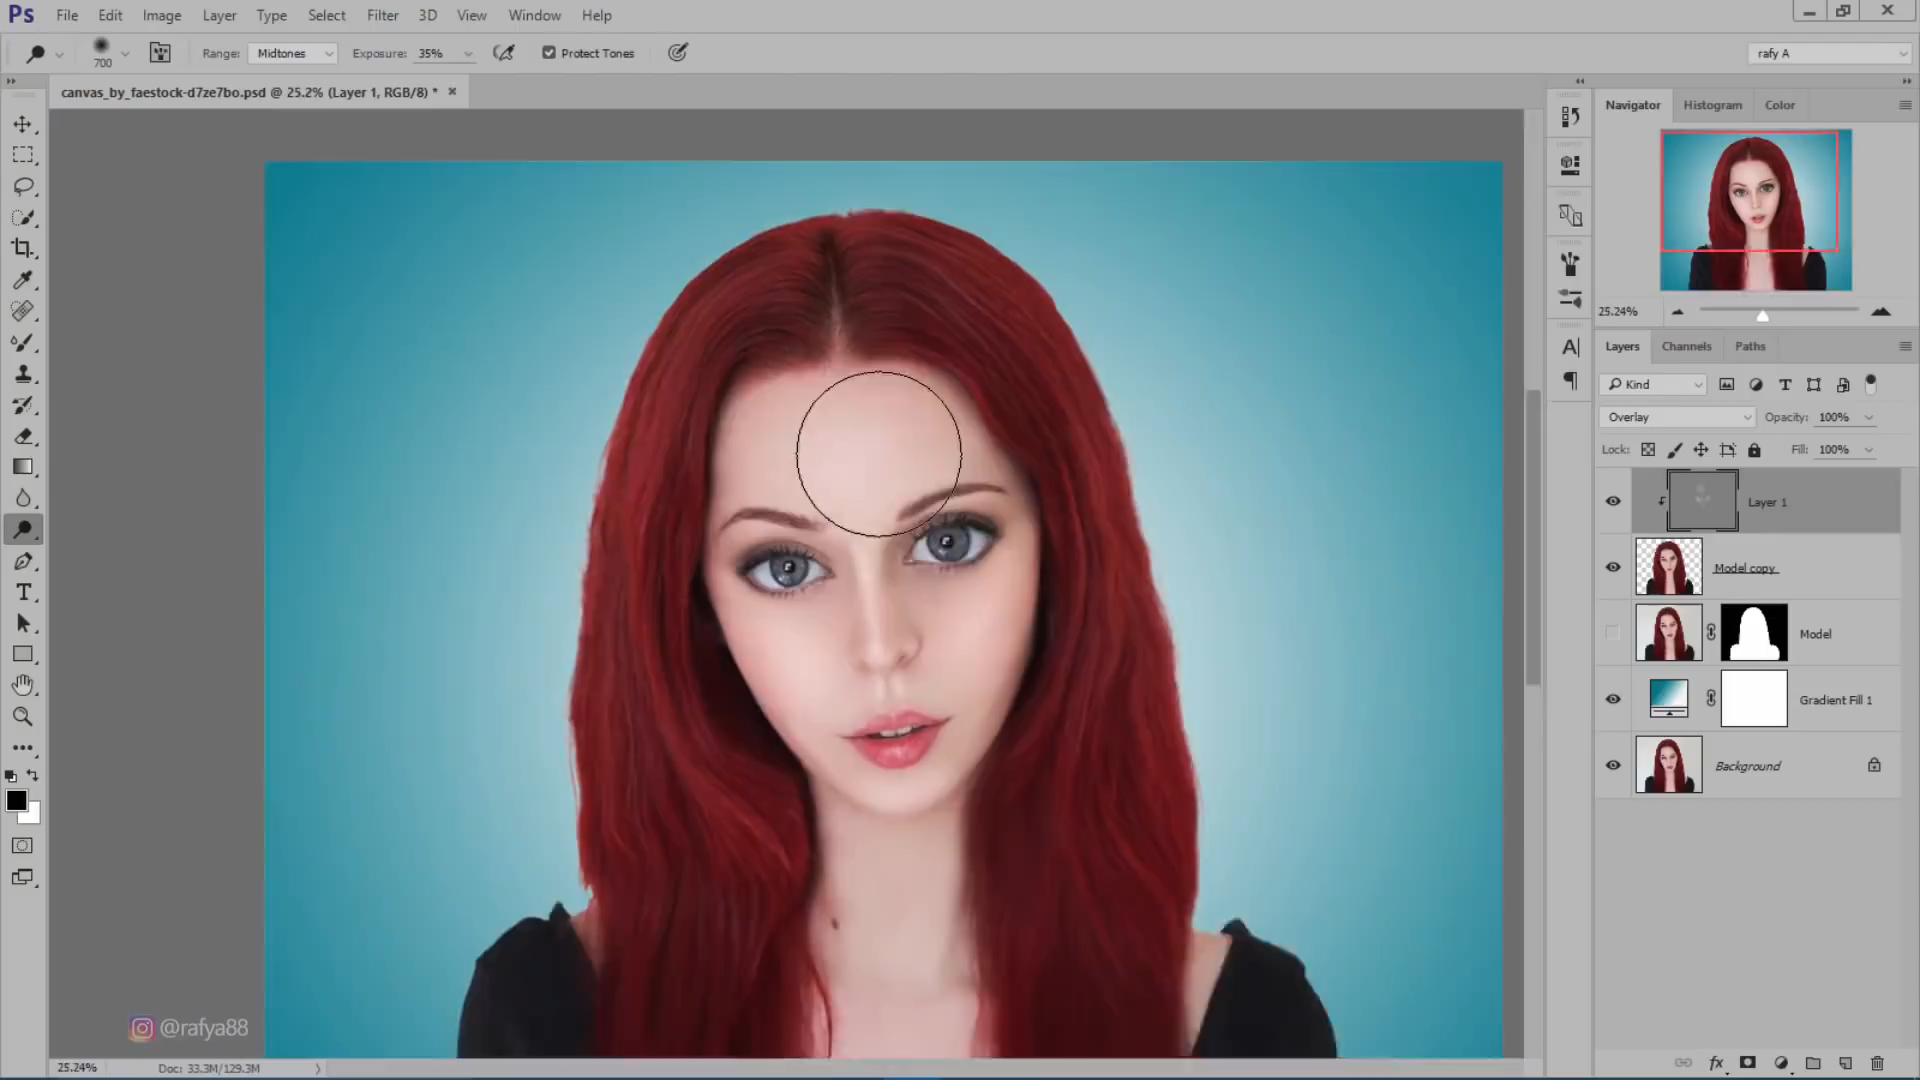 Ps File Edit Image Layer Type Select Filter 3D View Window Help
700 Range: Midtones Exposure: 35% Protect Tones rafy A
canvas_by_faestock-d7ze7bo.psd @ 25.2% (Layer 1, RGB/8) *
Navigator Histogram Color
25.24%
Layers Channels Paths
Kind
Overlay Opacity: 100%
Lock: Fill: 100%
Layer 1
Model copy
Model
Gradient Fill 1
Background
@rafya88
25.24% Doc: 33.3M/129.3M